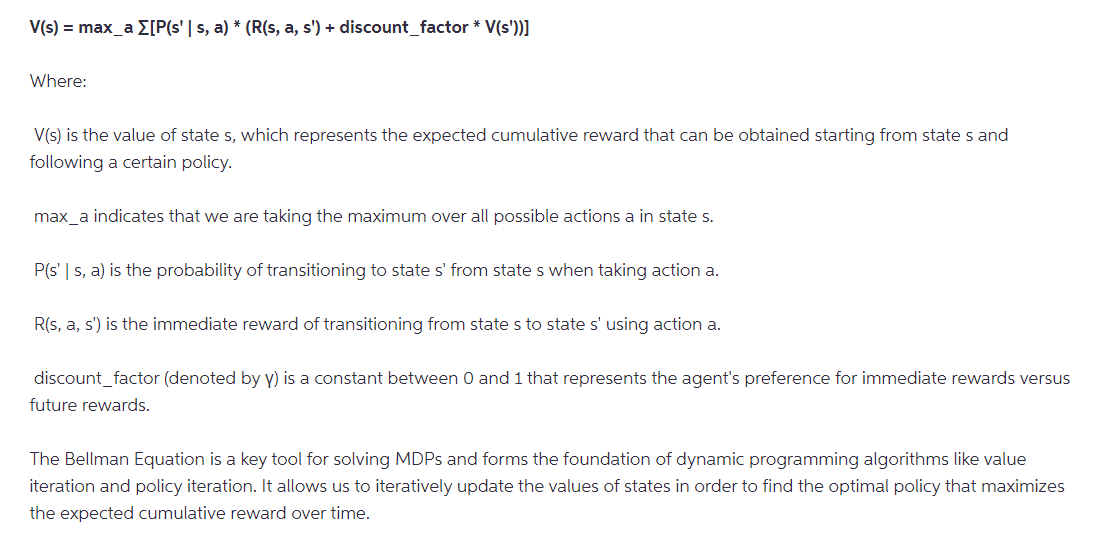 V(s) = max_a Σ[P(s' | s, a) * (R(s, a, s') + discount_factor * V(s'))]
Where:
V(s) is the value of state s, which represents the expected cumulative reward that can be obtained starting from state s and
following a certain policy.
max_a indicates that we are taking the maximum over all possible actions a in state s.
P(s' | s, a) is the probability of transitioning to state s' from state s when taking action a.
R(s, a, s') is the immediate reward of transitioning from state s to state s' using action a.
discount_factor (denoted by γ) is a constant between 0 and 1 that represents the agent's preference for immediate rewards versus
future rewards.
The Bellman Equation is a key tool for solving MDPs and forms the foundation of dynamic programming algorithms like value
iteration and policy iteration. It allows us to iteratively update the values of states in order to find the optimal policy that maximizes
the expected cumulative reward over time.